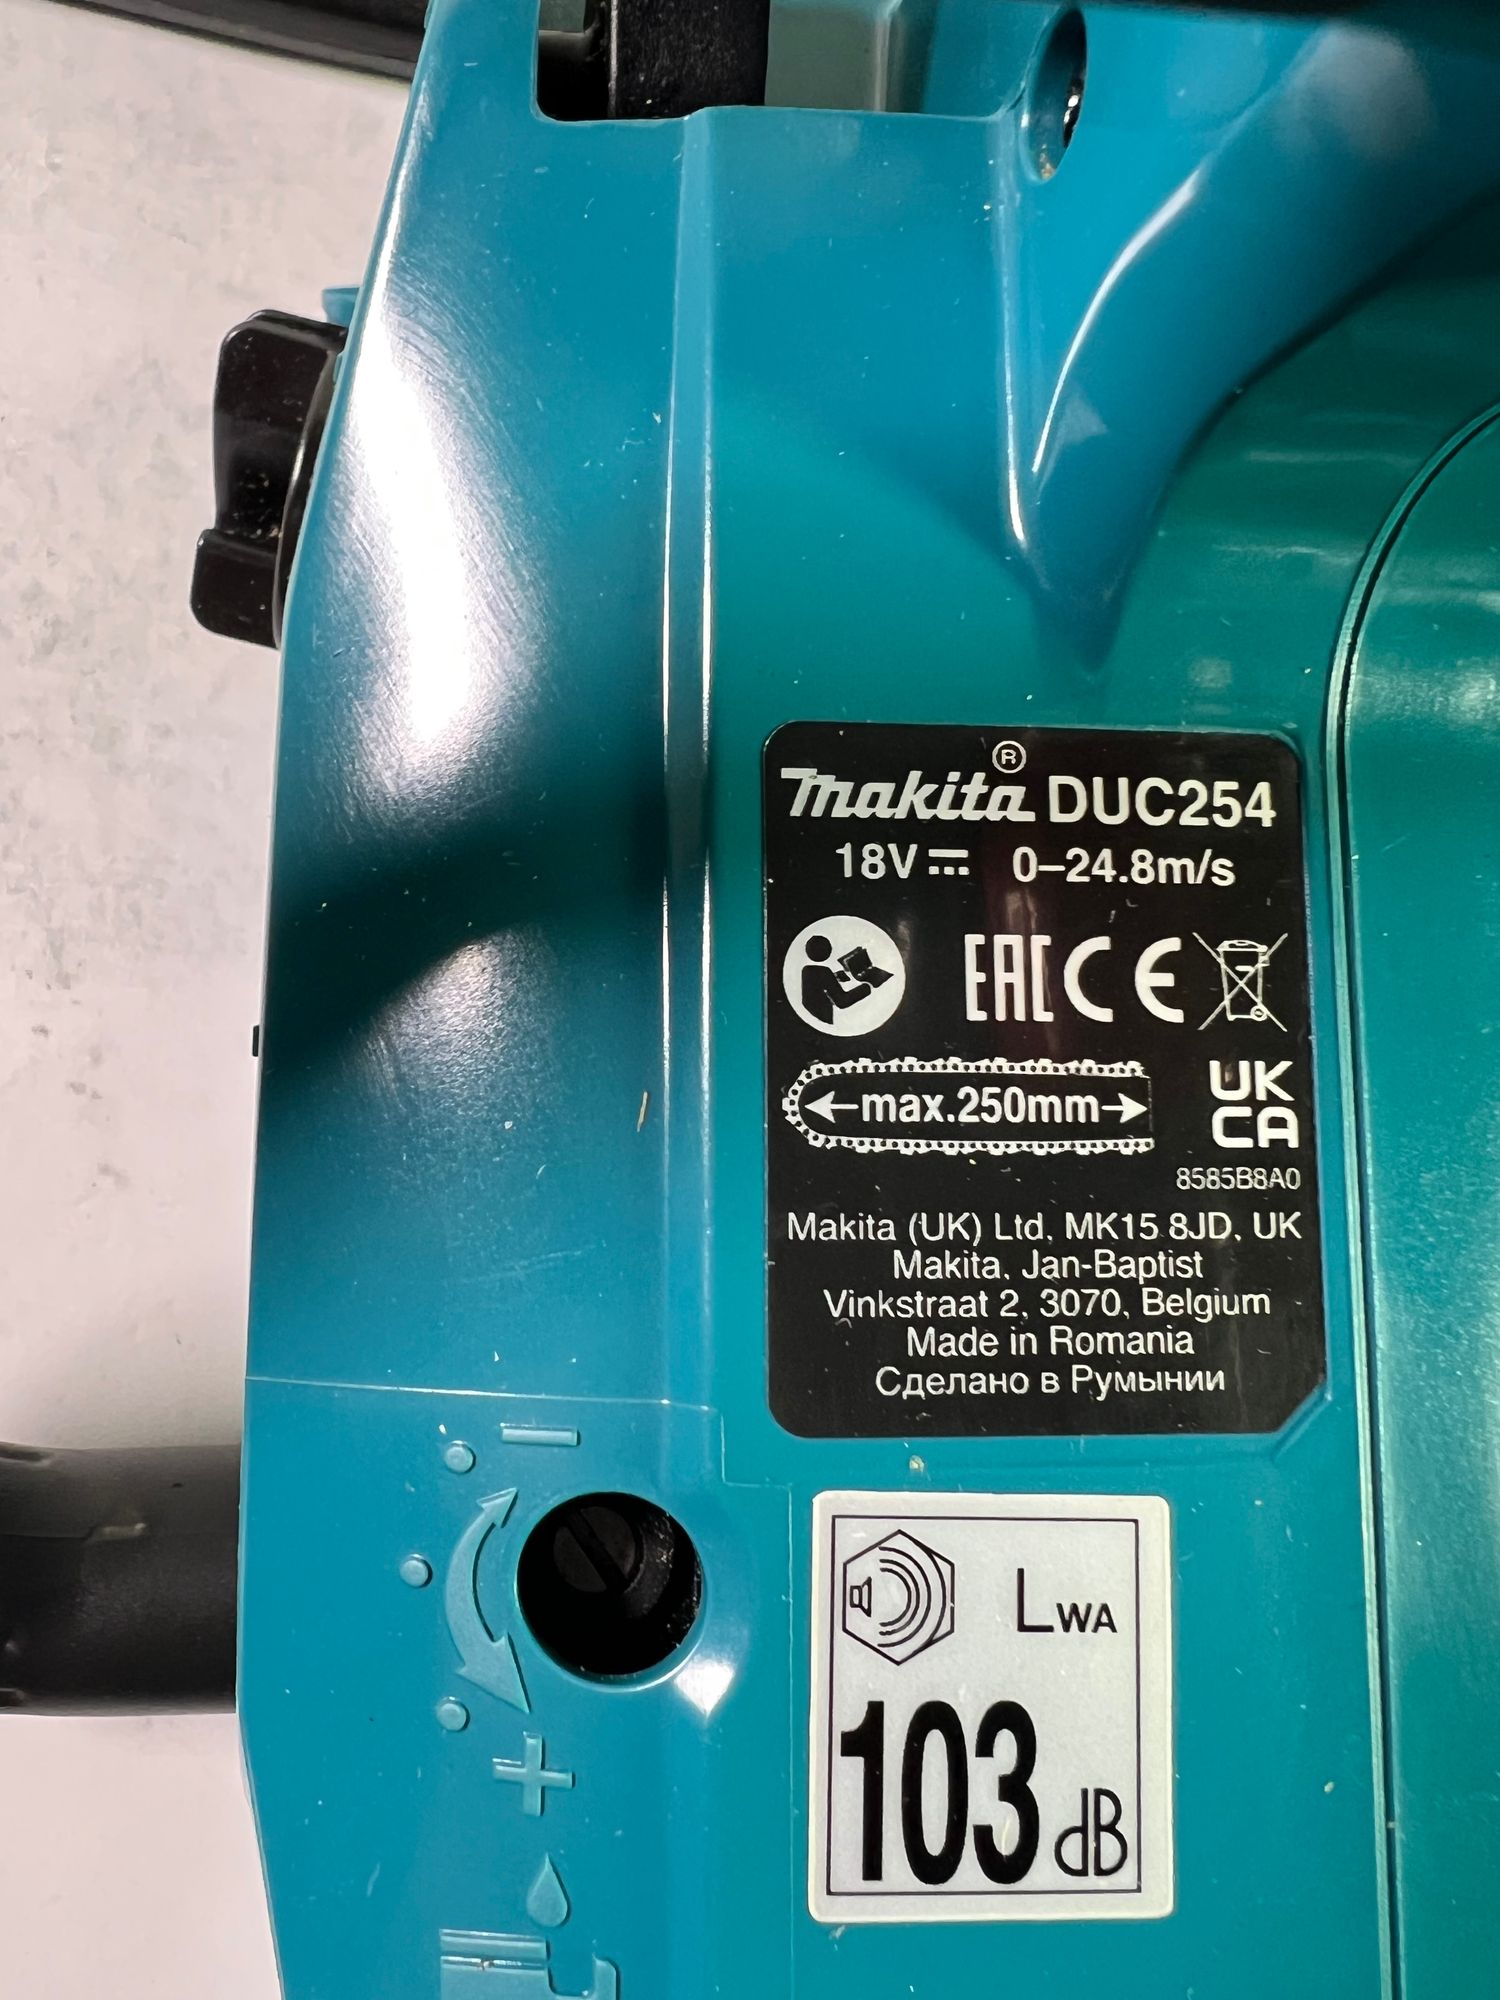 makita® DUC254
18V 0–24.8m/s
EAC CE
max.250mm
UK
CA
8585B8A0
Makita (UK) Ltd, MK15 8JD, UK
Makita, Jan-Baptist
Vinkstraat 2, 3070, Belgium
Made in Romania
Сделано в Румынии
LWA
103 dB